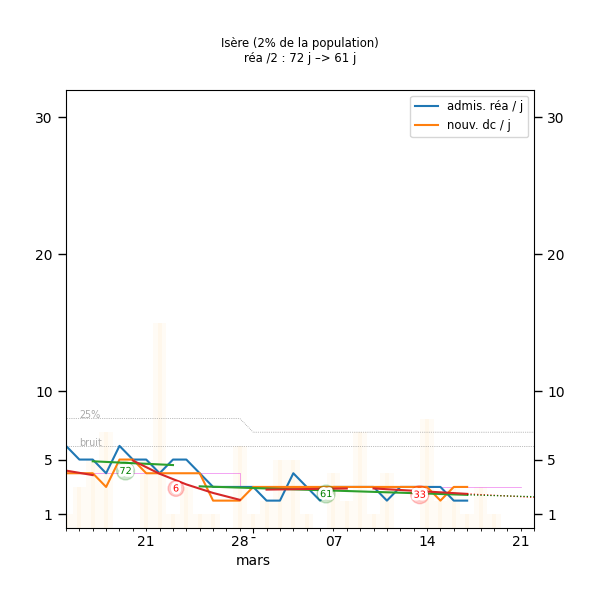 Isère (2% de la population)
réa /2 : 72 j –> 61 j
admis. réa / j
nouv. dc / j
30 30
20 20
10 10
25%
bruit
5 5
72
6
61
33
1 1
21 28 07 14 21
mars